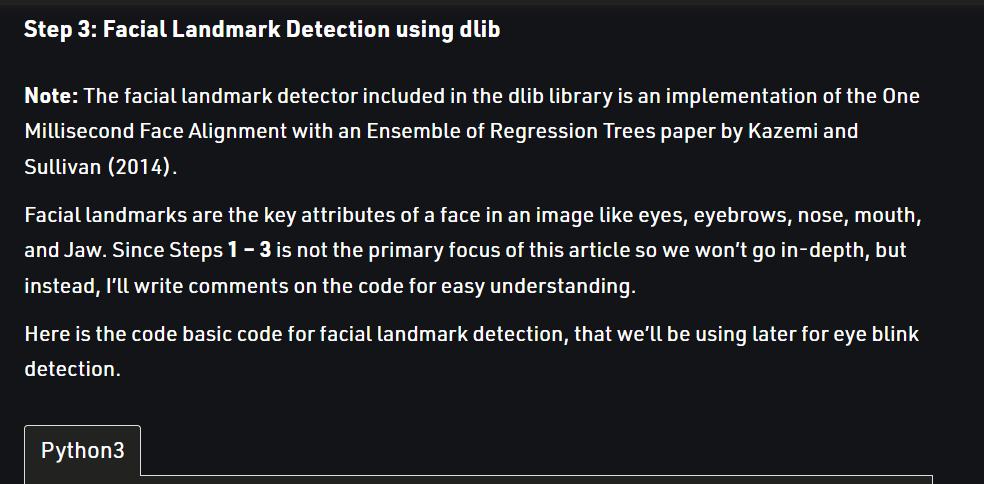 Step 3: Facial Landmark Detection using dlib
Note: The facial landmark detector included in the dlib library is an implementation of the One
Millisecond Face Alignment with an Ensemble of Regression Trees paper by Kazemi and
Sullivan (2014).
Facial landmarks are the key attributes of a face in an image like eyes, eyebrows, nose, mouth,
and Jaw. Since Steps 1 – 3 is not the primary focus of this article so we won't go in-depth, but
instead, I'll write comments on the code for easy understanding.
Here is the code basic code for facial landmark detection, that we'll be using later for eye blink
detection.
Python3